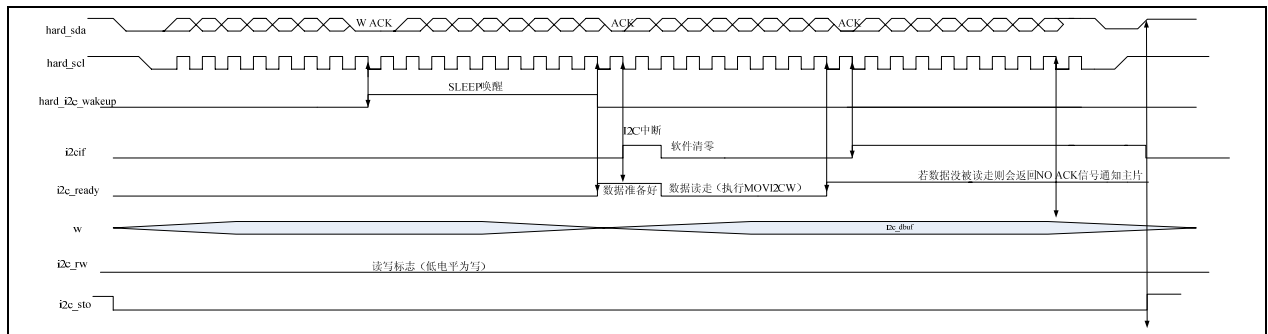 hard_sda
W ACK
ACK
ACK
hard_scl
SLEEP唤醒
hard_i2c_wakeup
I2C中断
i2cif
软件清零
i2c_ready
数据准备好
数据读走（执行MOVI2CW）
若数据没被读走则会返回NO ACK信号通知主片
w
I2c_dbuf
i2c_rw
读写标志（低电平为写）
i2c_sto